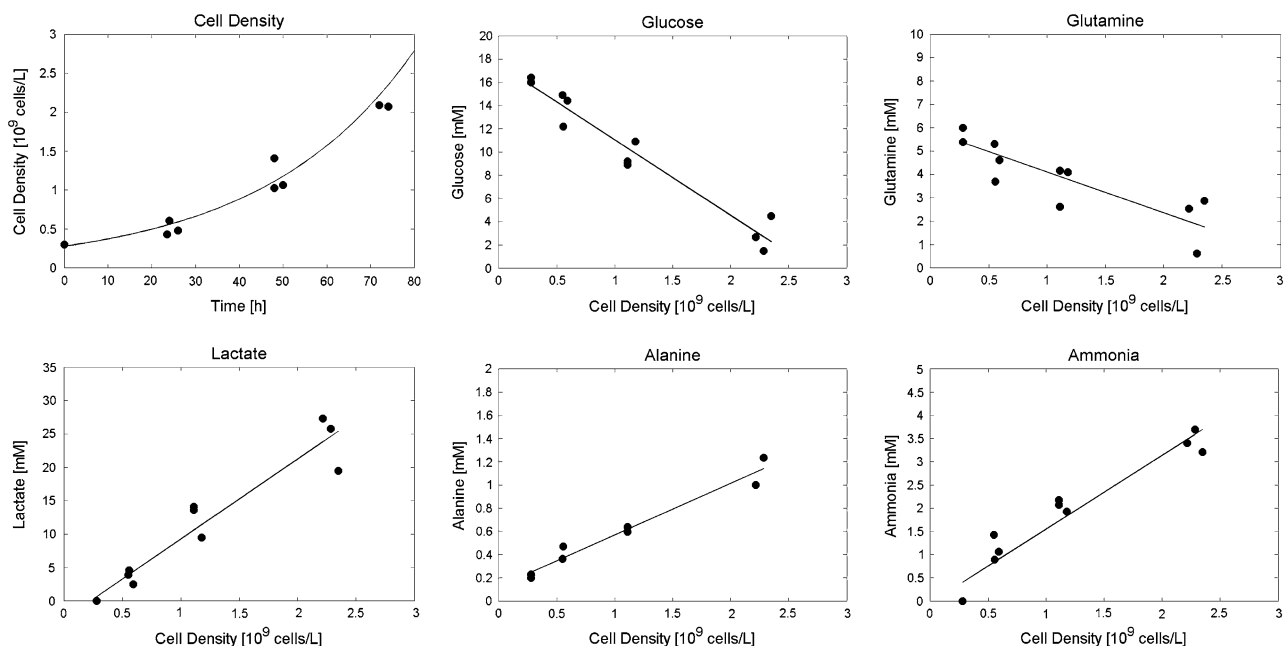 Cell Density
3
2.5
2
1.5
1
0.5
0
Cell Density [10⁹ cells/L]
0 10 20 30 40 50 60 70 80
Time [h]
Glucose
20
18
16
14
12
10
8
6
4
2
0
Glucose [mM]
0 0.5 1 1.5 2 2.5 3
Cell Density [10⁹ cells/L]
Glutamine
10
9
8
7
6
5
4
3
2
1
0
Glutamine [mM]
0 0.5 1 1.5 2 2.5 3
Cell Density [10⁹ cells/L]
Lactate
35
30
25
20
15
10
5
0
Lactate [mM]
0 0.5 1 1.5 2 2.5 3
Cell Density [10⁹ cells/L]
Alanine
2
1.8
1.6
1.4
1.2
1
0.8
0.6
0.4
0.2
0
Alanine [mM]
0 0.5 1 1.5 2 2.5 3
Cell Density [10⁹ cells/L]
Ammonia
5
4.5
4
3.5
3
2.5
2
1.5
1
0.5
0
Ammonia [mM]
0 0.5 1 1.5 2 2.5 3
Cell Density [10⁹ cells/L]